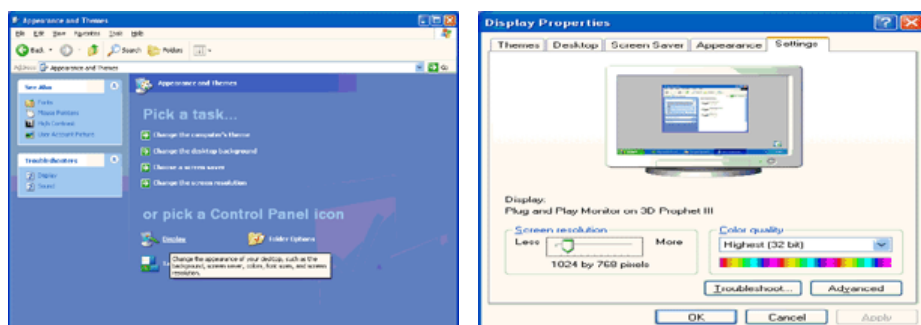 Appearance and Themes
File Edit View Favorites Tools Help
Back Search Folders
Address Appearance and Themes Go
See Also
Fonts
Mouse Pointers
High Contrast
User Account Picture
Troubleshooters
Display
Sound
Appearance and Themes
Pick a task...
Change the computer's theme
Change the desktop background
Choose a screen saver
Change the screen resolution
or pick a Control Panel icon
Display Folder Options
Change the appearance of your desktop, such as the
background, screen saver, colors, font sizes, and screen
resolution.
Display Properties
Themes Desktop Screen Saver Appearance Settings
Display:
Plug and Play Monitor on 3D Prophet III
Screen resolution
Less More
1024 by 768 pixels
Color quality
Highest (32 bit)
Troubleshoot... Advanced
OK Cancel Apply